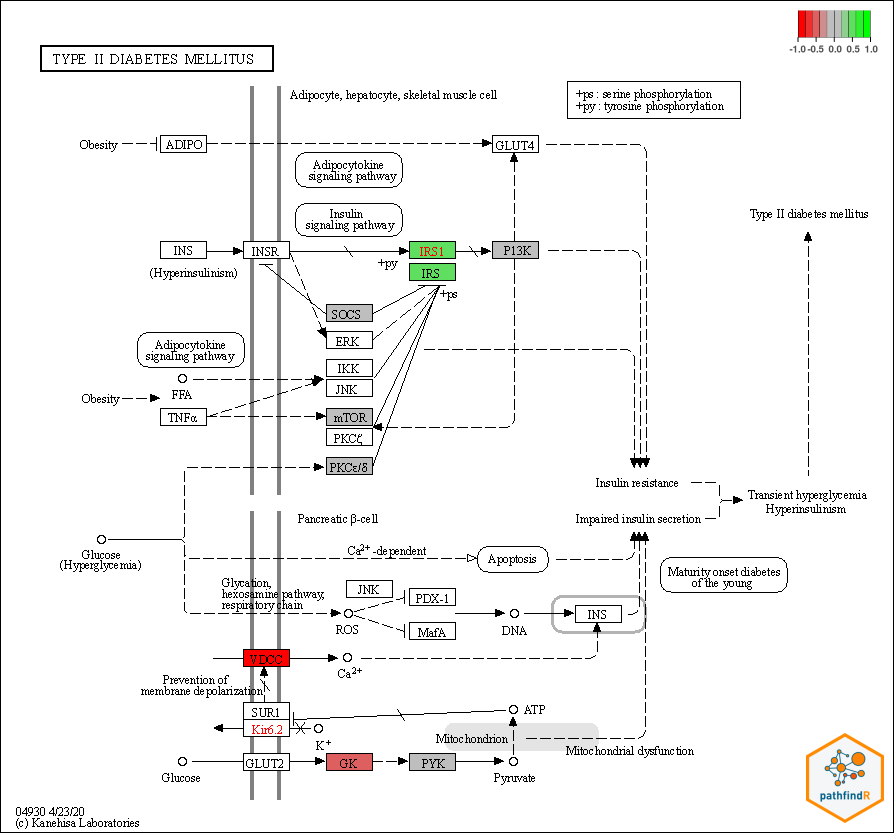 -1.0 -0.5 0.0 0.5 1.0
TYPE II DIABETES MELLITUS
Adipocyte, hepatocyte, skeletal muscle cell
+ps : serine phosphorylation
+py : tyrosine phosphorylation
Obesity
ADIPO
GLUT4
Adipocytokine
signaling pathway
Insulin
signaling pathway
Type II diabetes mellitus
INS
INSR
IRS1
P13K
(Hyperinsulinism)
+py
IRS
+ps
SOCS
ERK
Adipocytokine
signaling pathway
IKK
FFA
JNK
Obesity
TNFα
mTOR
PKCζ
PKCε/δ
Insulin resistance
Transient hyperglycemia
Hyperinsulinism
Impaired insulin secretion
Pancreatic β-cell
Glucose
(Hyperglycemia)
Ca2+ -dependent
Apoptosis
Maturity onset diabetes
of the young
Glycation,
hexosamine pathway,
respiratory chain
JNK
PDX-1
ROS
MafA
DNA
INS
VDCC
Ca2+
Prevention of
membrane depolarization
SUR1
ATP
Kir6.2
K+
Mitochondrion
Mitochondrial dysfunction
Glucose
GLUT2
GK
PYK
Pyruvate
pathfindR
04930 4/23/20
(c) Kanehisa Laboratories